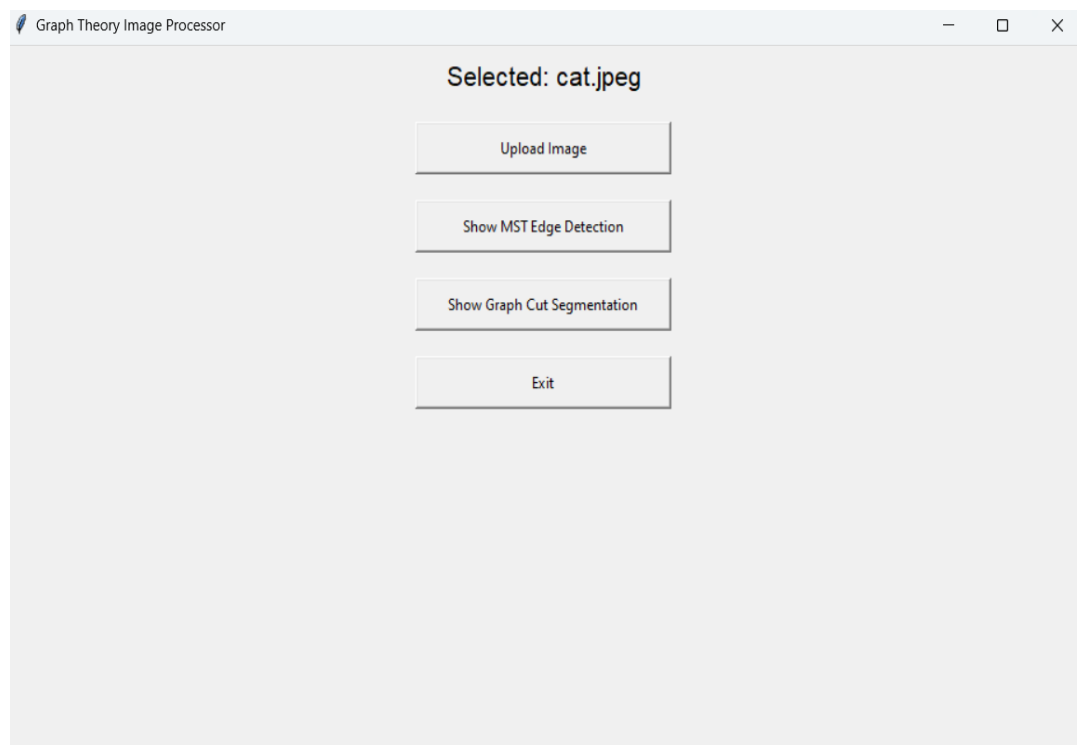 Graph Theory Image Processor
Selected: cat.jpeg
Upload Image
Show MST Edge Detection
Show Graph Cut Segmentation
Exit